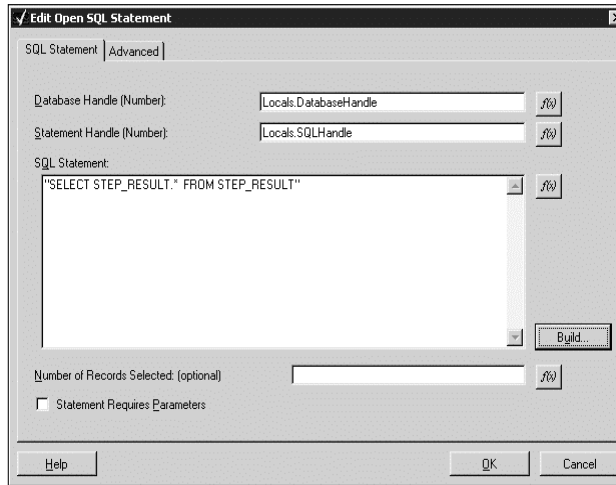 Edit Open SQL Statement
SQL Statement Advanced
Database Handle (Number): Locals.DatabaseHandle f(x)
Statement Handle (Number): Locals.SQLHandle f(x)
SQL Statement:
"SELECT STEP_RESULT.* FROM STEP_RESULT" f(x)
Build...
Number of Records Selected: (optional) f(x)
Statement Requires Parameters
Help OK Cancel